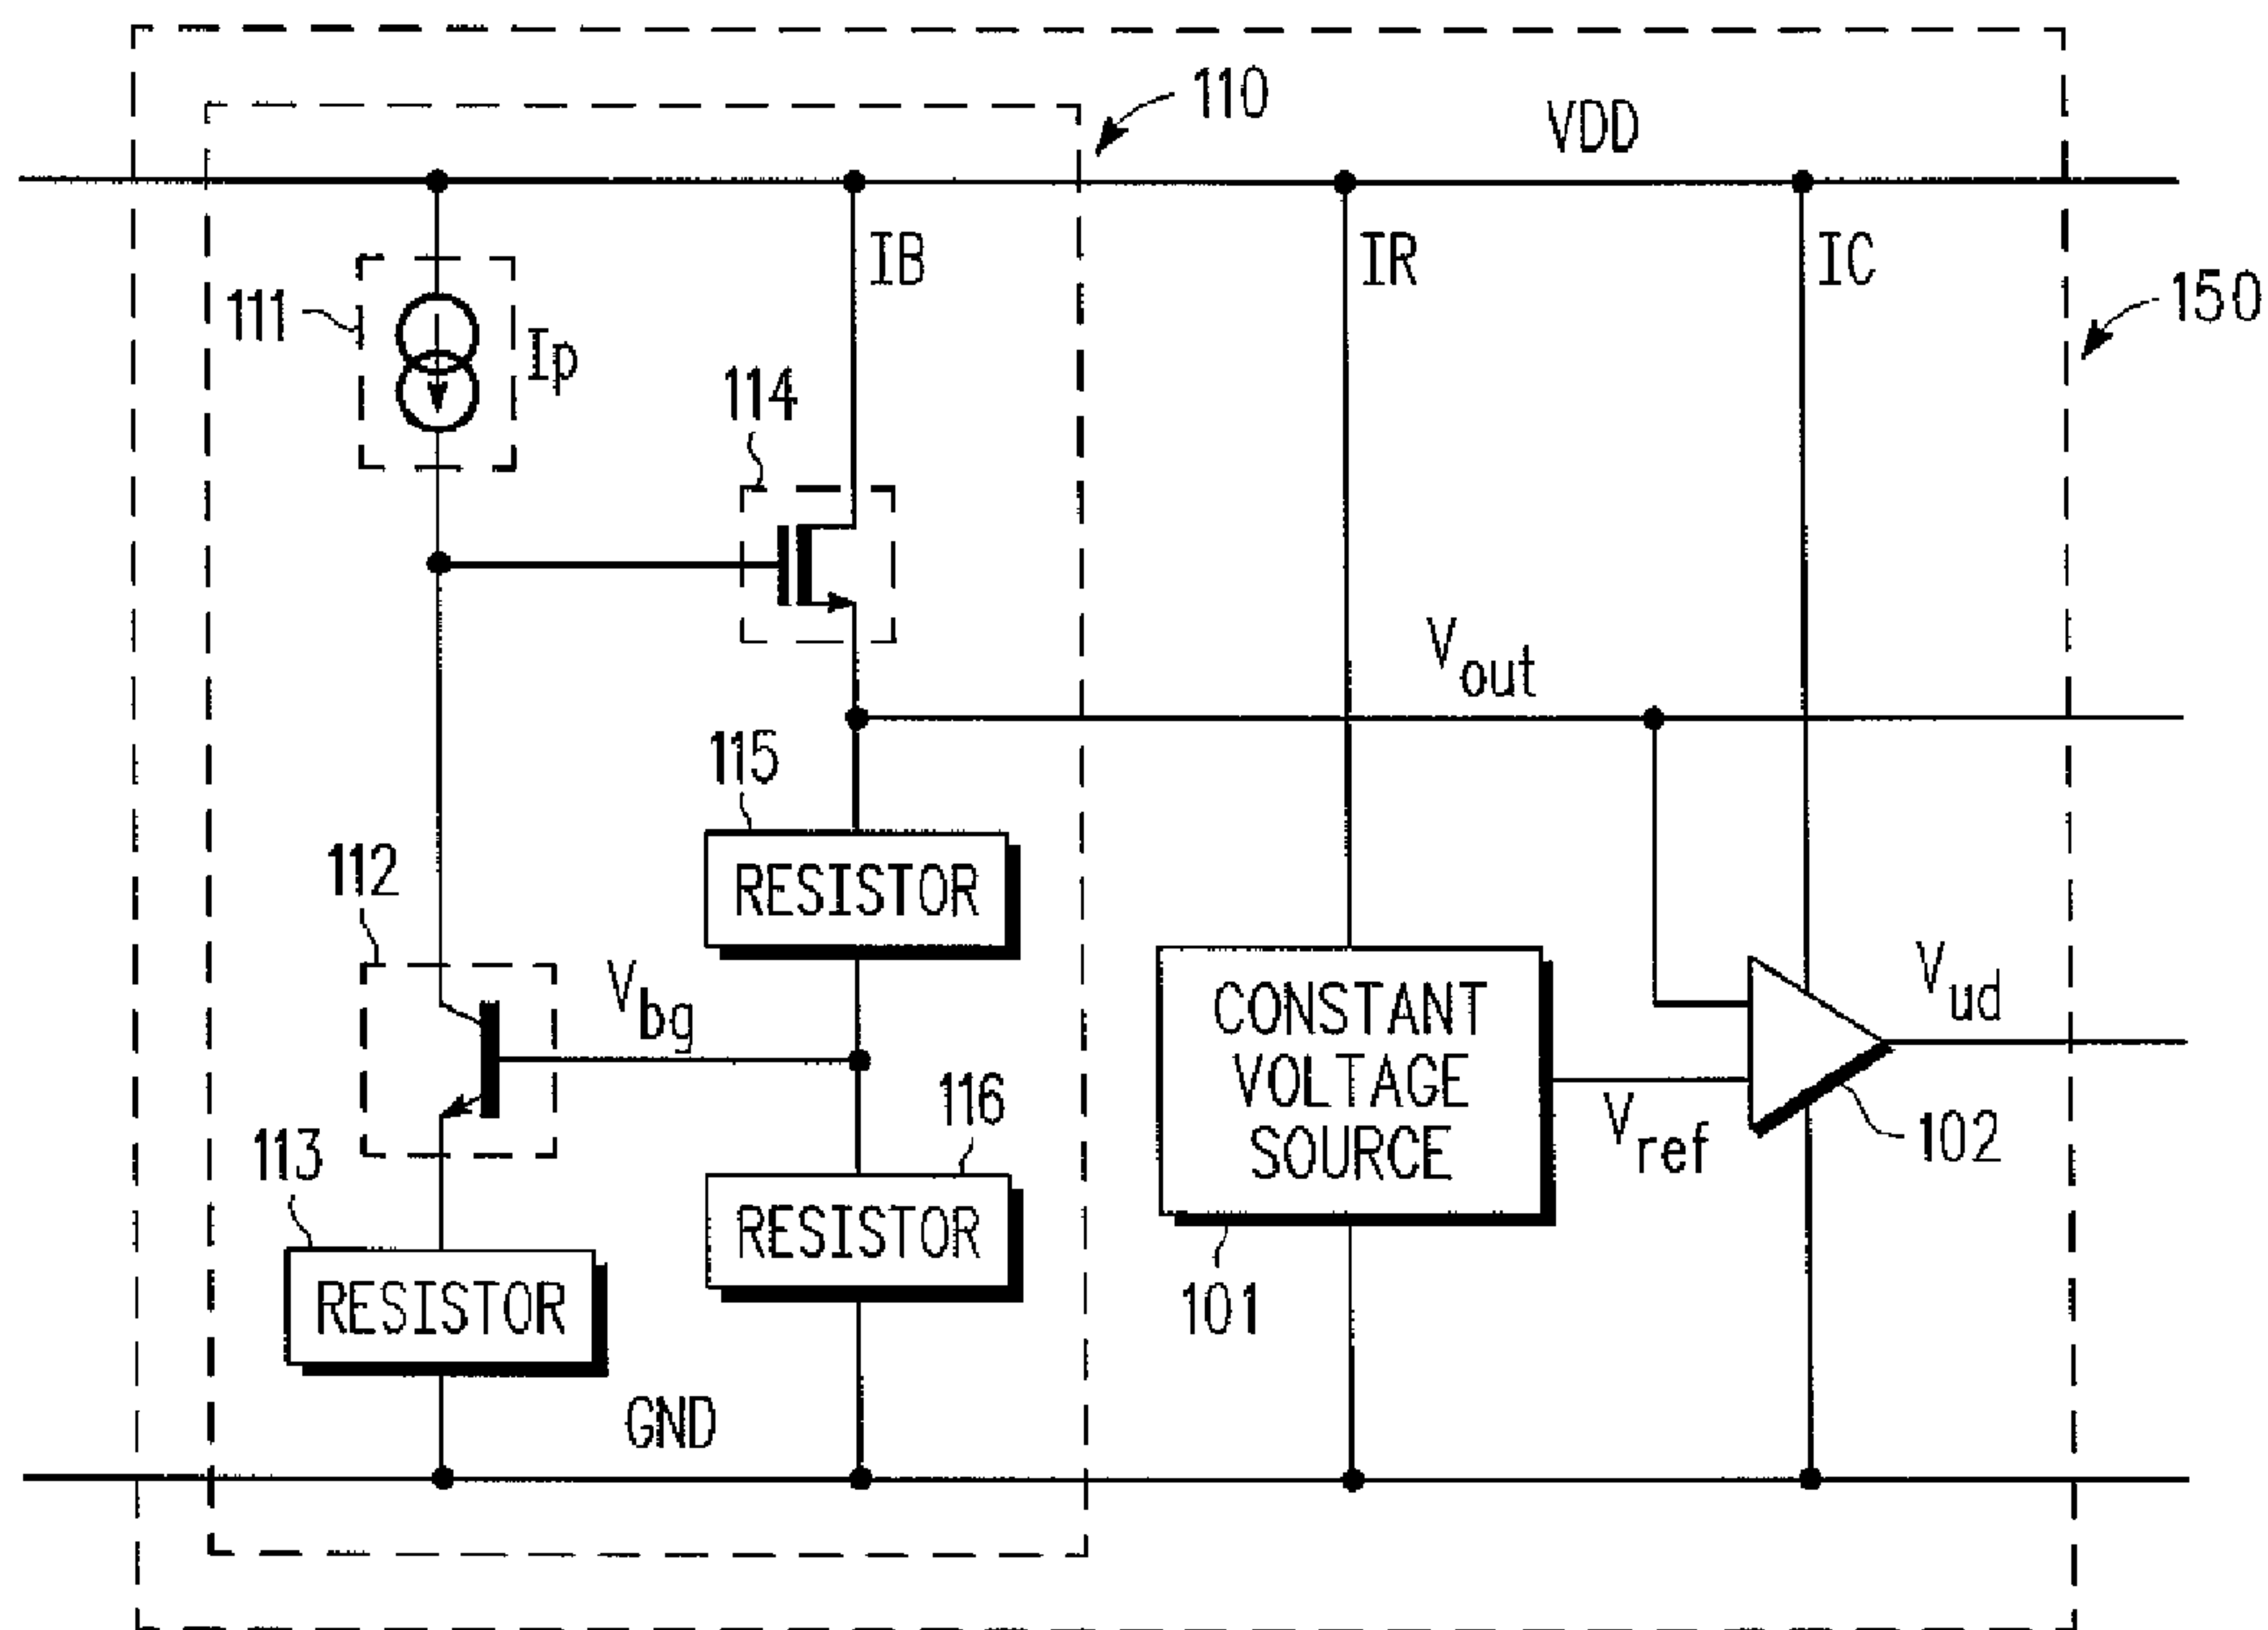 110
VDD
IB
IR
IC
150
111
Ip
114
Vout
115
RESISTOR
112
Vbg
CONSTANT
VOLTAGE
SOURCE
Vud
116
Vref
102
113
RESISTOR
RESISTOR
101
GND